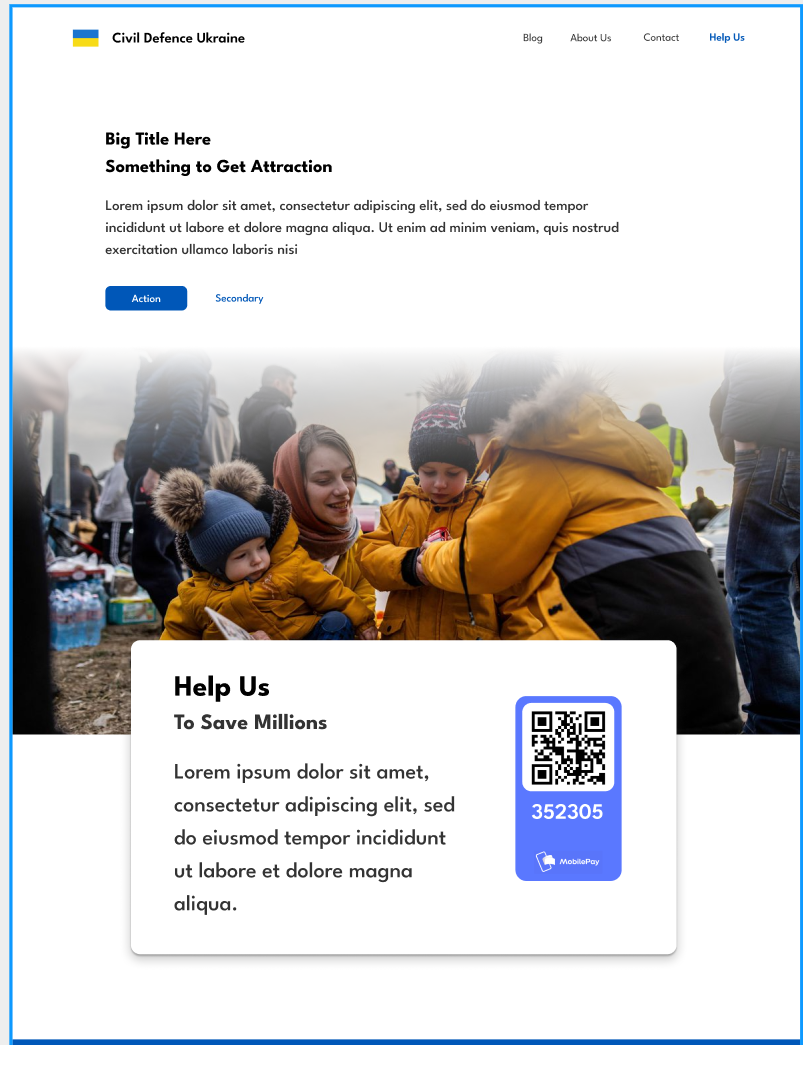 Civil Defence Ukraine
Blog
About Us
Contact
Help Us
Big Title Here
Something to Get Attraction
Lorem ipsum dolor sit amet, consectetur adipiscing elit, sed do eiusmod tempor
incididunt ut labore et dolore magna aliqua. Ut enim ad minim veniam, quis nostrud
exercitation ullamco laboris nisi
Action
Secondary
Help Us
To Save Millions
Lorem ipsum dolor sit amet,
consectetur adipiscing elit, sed
do eiusmod tempor incididunt
ut labore et dolore magna
aliqua.
352305
MobilePay